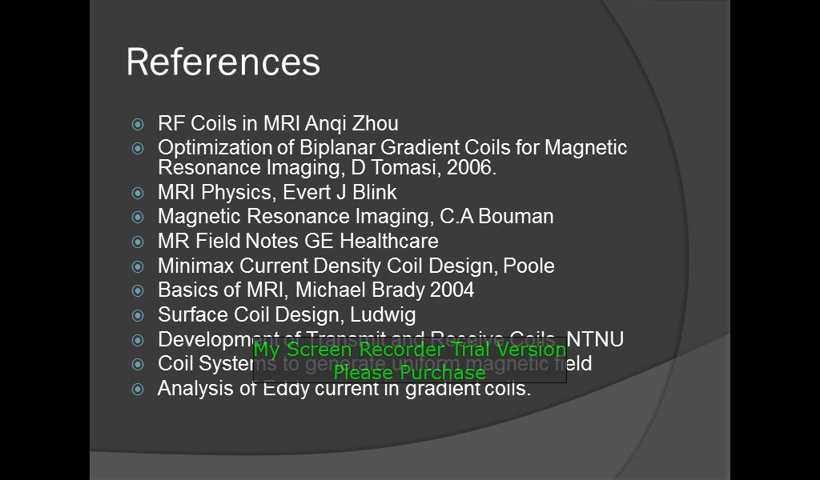 References
RF Coils in MRI Anqi Zhou
Optimization of Biplanar Gradient Coils for Magnetic
Resonance Imaging, D Tomasi, 2006.
MRI Physics, Evert J Blink
Magnetic Resonance Imaging, C.A Bouman
MR Field Notes GE Healthcare
Minimax Current Density Coil Design, Poole
Basics of MRI, Michael Brady 2004
Surface Coil Design, Ludwig
Development of Transmit and Receive Coils, NTNU
My Screen Recorder Trial Version
Coil Systems to generate uniform magnetic field
Please Purchase
Analysis of Eddy current in gradient coils.